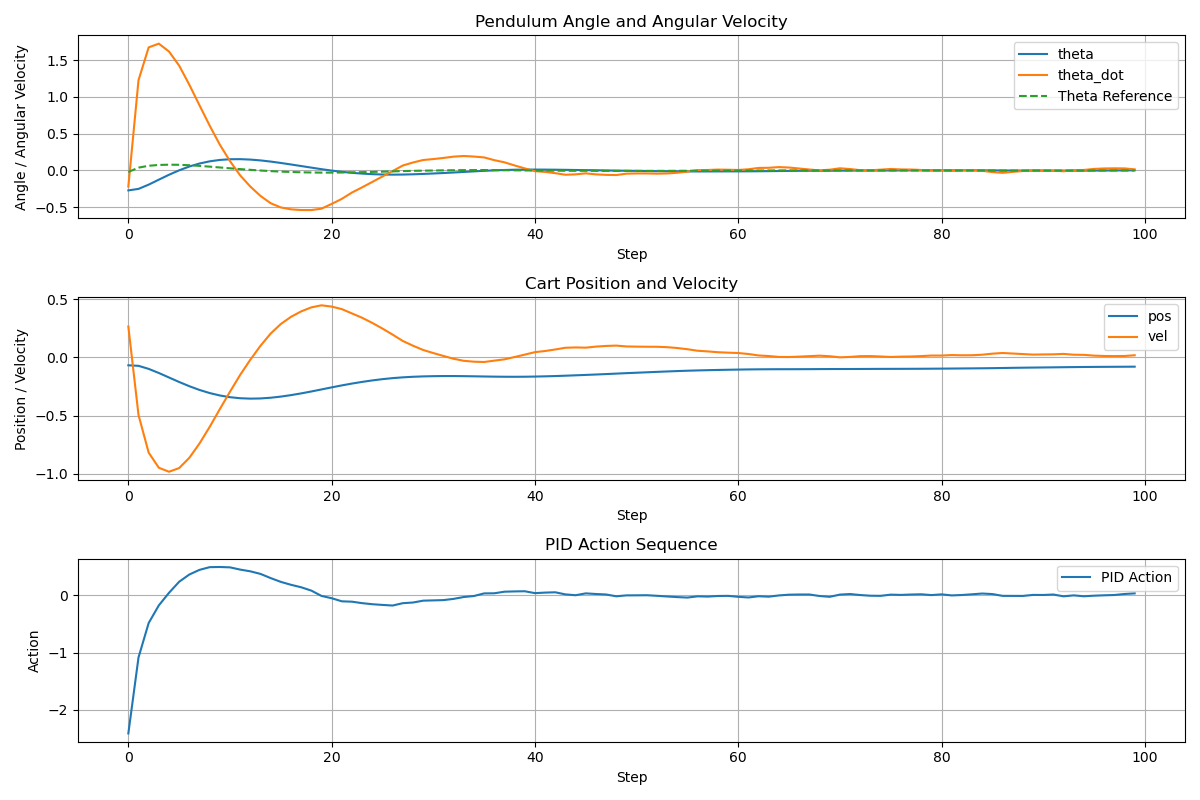 Pendulum Angle and Angular Velocity
Angle / Angular Velocity
1.5
1.0
0.5
0.0
−0.5
theta
theta_dot
Theta Reference
0 20 40 60 80 100
Step
Cart Position and Velocity
Position / Velocity
0.5
0.0
−0.5
−1.0
pos
vel
0 20 40 60 80 100
Step
PID Action Sequence
Action
0
−1
−2
PID Action
0 20 40 60 80 100
Step